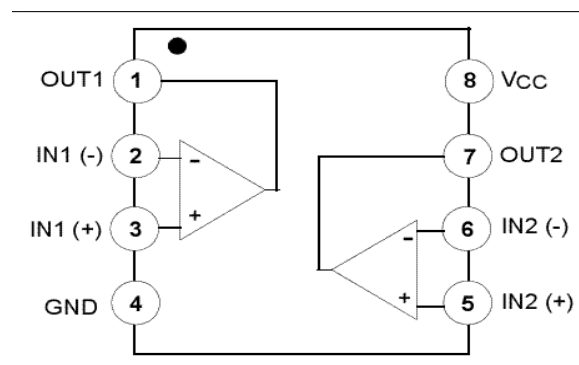 OUT1 1
8 VCC
IN1 (-) 2 -
7 OUT2
IN1 (+) 3 +
- 6 IN2 (-)
GND 4
+ 5 IN2 (+)